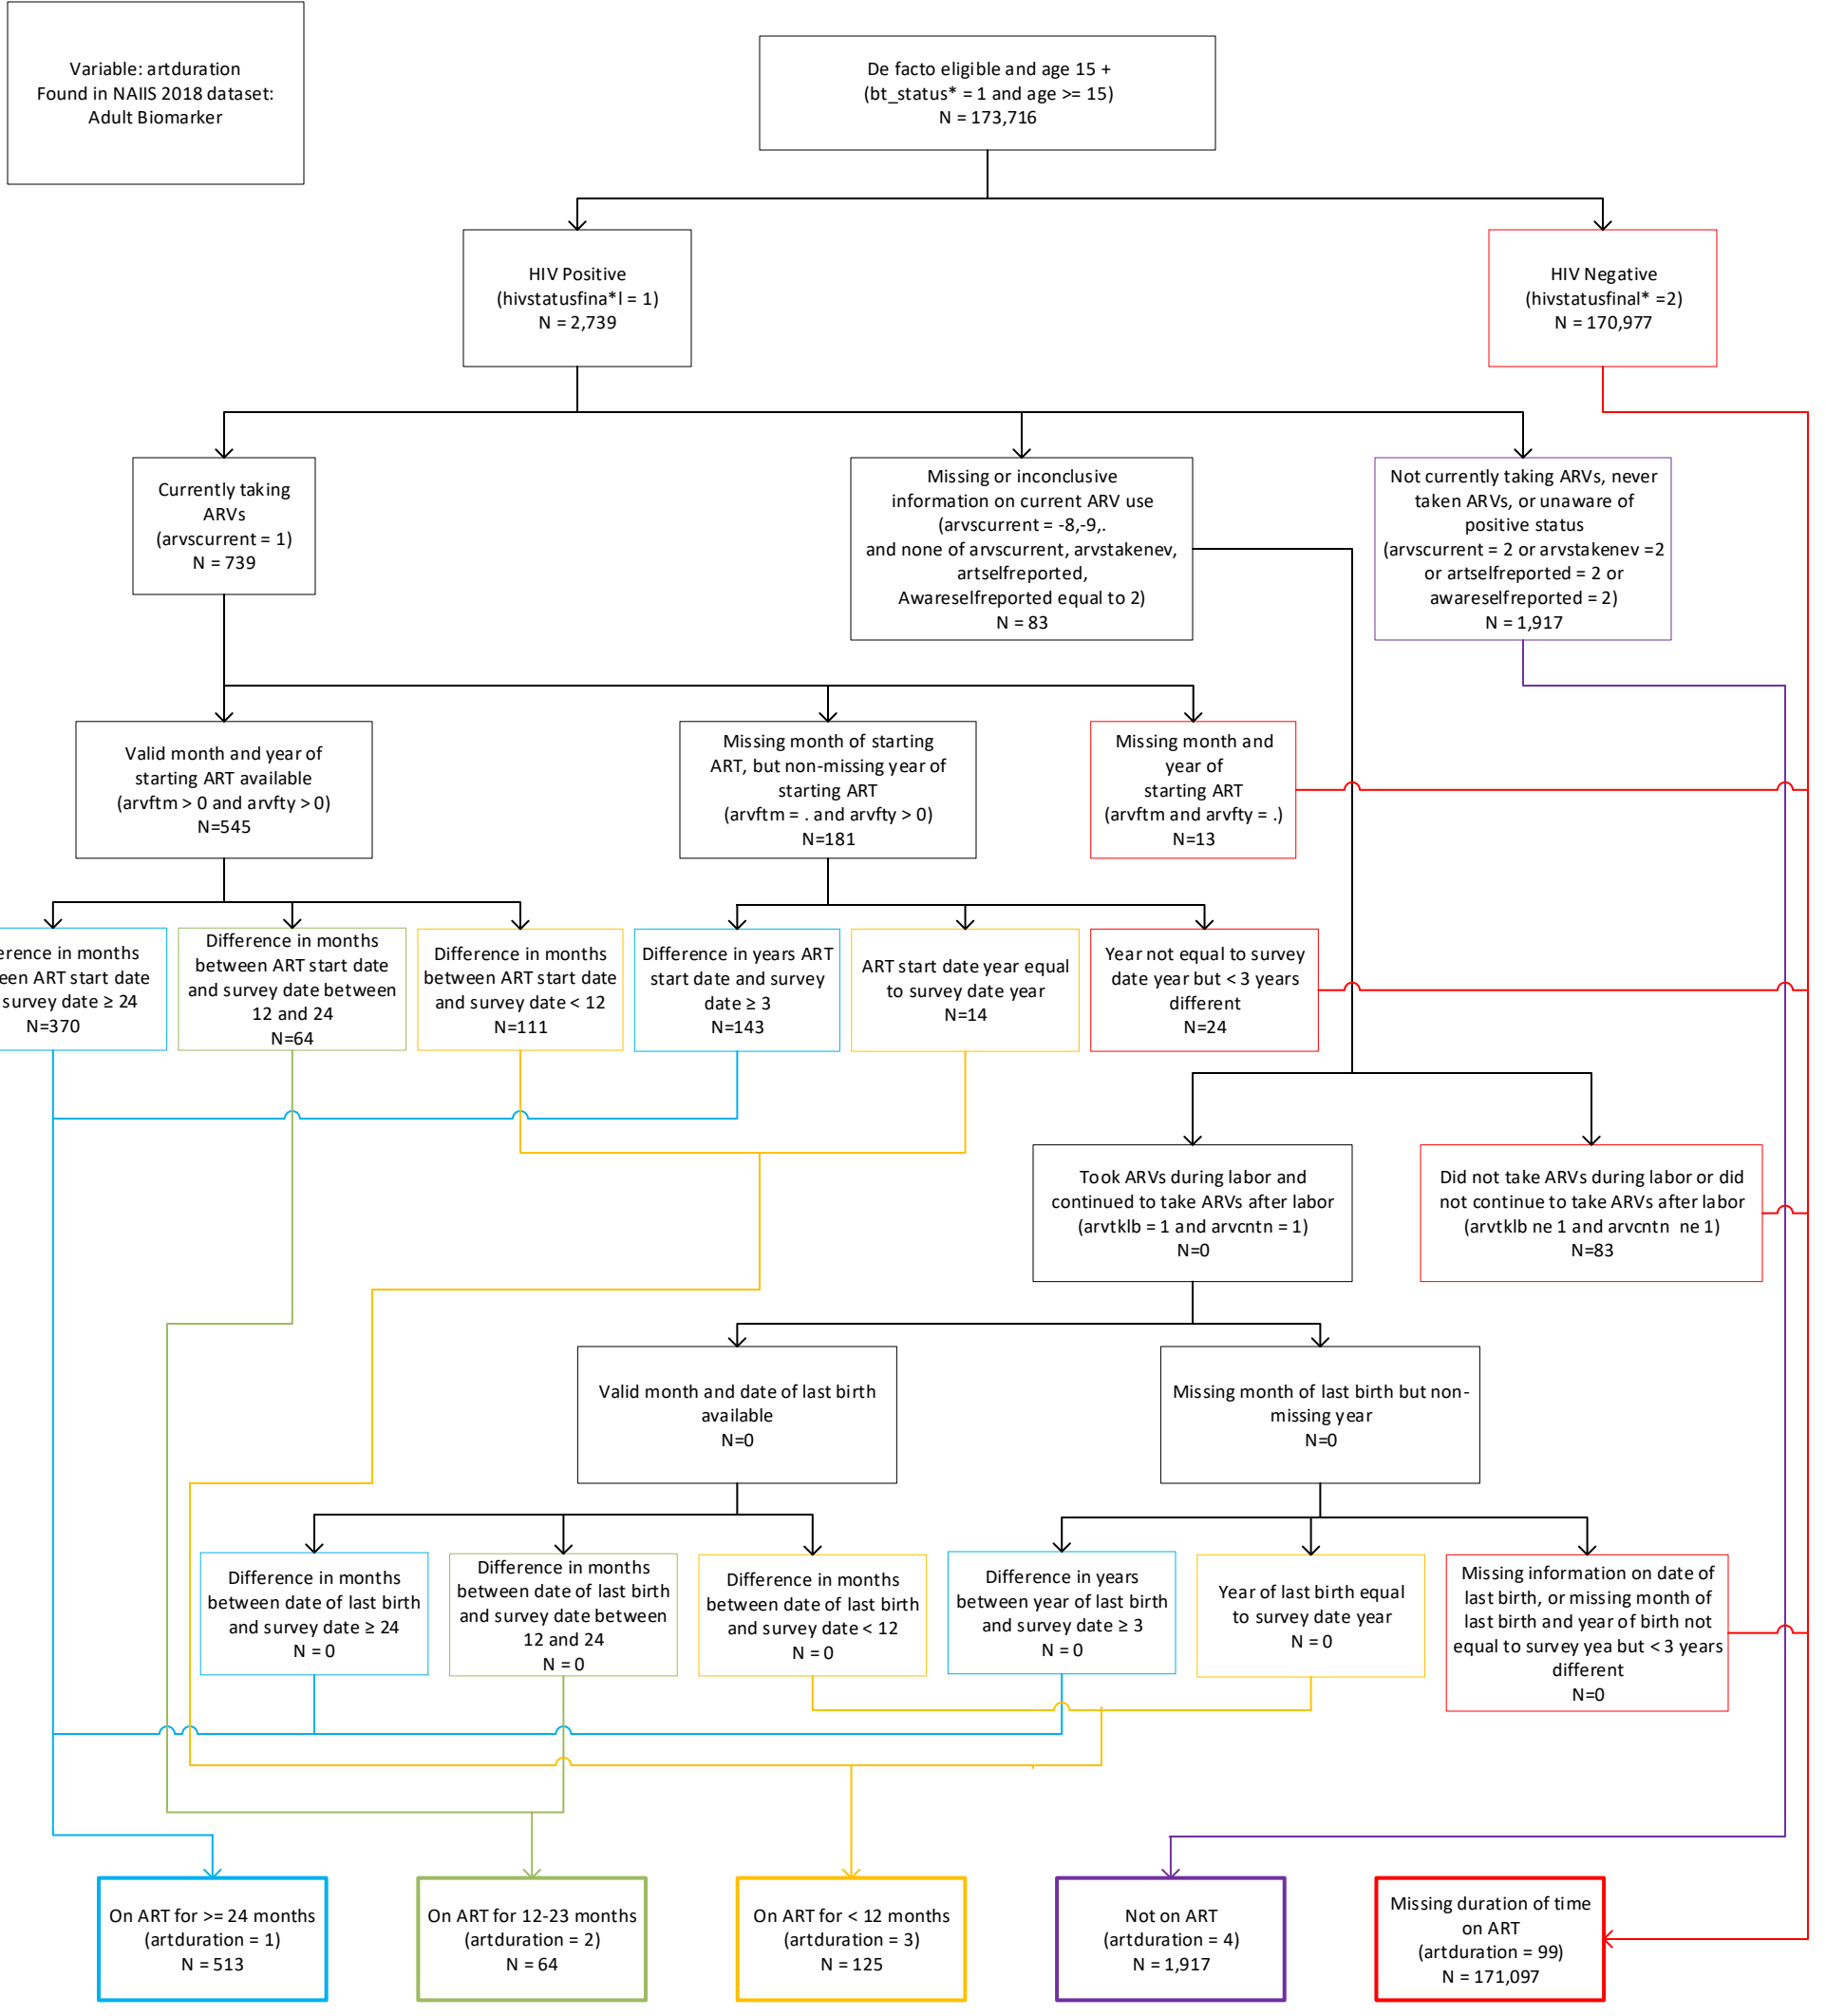 Variable: artduration
Found in NAIIS 2018 dataset:
Adult Biomarker
De facto eligible and age 15 +
(bt_status* = 1 and age >= 15)
N = 173,716
HIV Positive
(hivstatusfina*l = 1)
N = 2,739
HIV Negative
(hivstatusfinal* =2)
N = 170,977
Currently taking
ARVs
(arvscurrent = 1)
N = 739
Missing or inconclusive
information on current ARV use
(arvscurrent = -8,-9,.
and none of arvscurrent, arvstakenev,
artselfreported,
Awareselfreported equal to 2)
N = 83
Not currently taking ARVs, never
taken ARVs, or unaware of
positive status
(arvscurrent = 2 or arvstakenev =2
or artselfreported = 2 or
awareselfreported = 2)
N = 1,917
Valid month and year of
starting ART available
(arvftm > 0 and arvfty > 0)
N=545
Missing month of starting
ART, but non-missing year of
starting ART
(arvftm = . and arvfty > 0)
N=181
Missing month and
year of
starting ART
(arvftm and arvfty = .)
N=13
erence in months
een ART start date
survey date ≥ 24
N=370
Difference in months
between ART start date
and survey date between
12 and 24
N=64
Difference in months
between ART start date
and survey date < 12
N=111
Difference in years ART
start date and survey
date ≥ 3
N=143
ART start date year equal
to survey date year
N=14
Year not equal to survey
date year but < 3 years
different
N=24
Took ARVs during labor and
continued to take ARVs after labor
(arvtklb = 1 and arvcntn = 1)
N=0
Did not take ARVs during labor or did
not continue to take ARVs after labor
(arvtklb ne 1 and arvcntn  ne 1)
N=83
Valid month and date of last birth
available
N=0
Missing month of last birth but non-
missing year
N=0
Difference in months
between date of last birth
and survey date ≥ 24
N = 0
Difference in months
between date of last birth
and survey date between
12 and 24
N = 0
Difference in months
between date of last birth
and survey date < 12
N = 0
Difference in years
between year of last birth
and survey date ≥ 3
N = 0
Year of last birth equal
to survey date year
N = 0
Missing information on date of
last birth, or missing month of
last birth and year of birth not
equal to survey yea but < 3 years
different
N=0
On ART for >= 24 months
(artduration = 1)
N = 513
On ART for 12-23 months
(artduration = 2)
N = 64
On ART for < 12 months
(artduration = 3)
N = 125
Not on ART
(artduration = 4)
N = 1,917
Missing duration of time
on ART
(artduration = 99)
N = 171,097